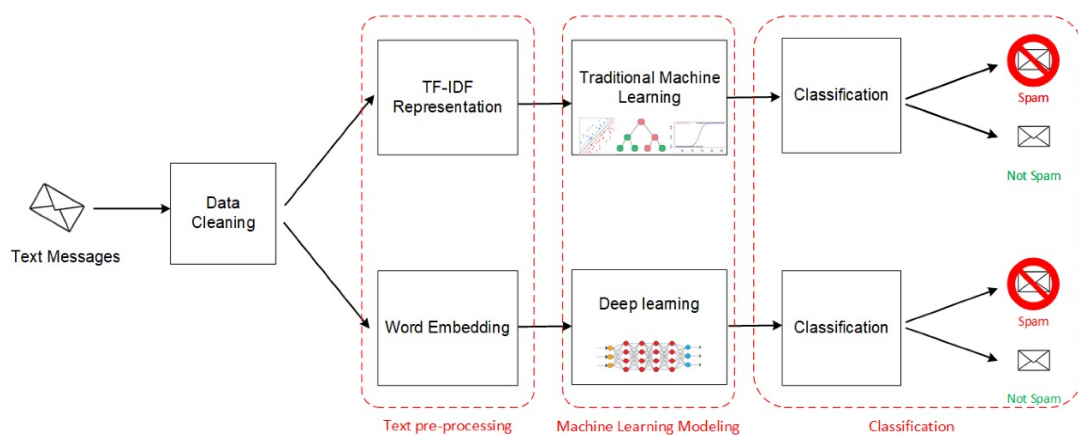 Text Messages
Data
Cleaning
TF-IDF
Representation
Traditional Machine
Learning
Classification
Spam
Not Spam
Word Embedding
Deep learning
Classification
Spam
Not Spam
Text pre-processing
Machine Learning Modeling
Classification